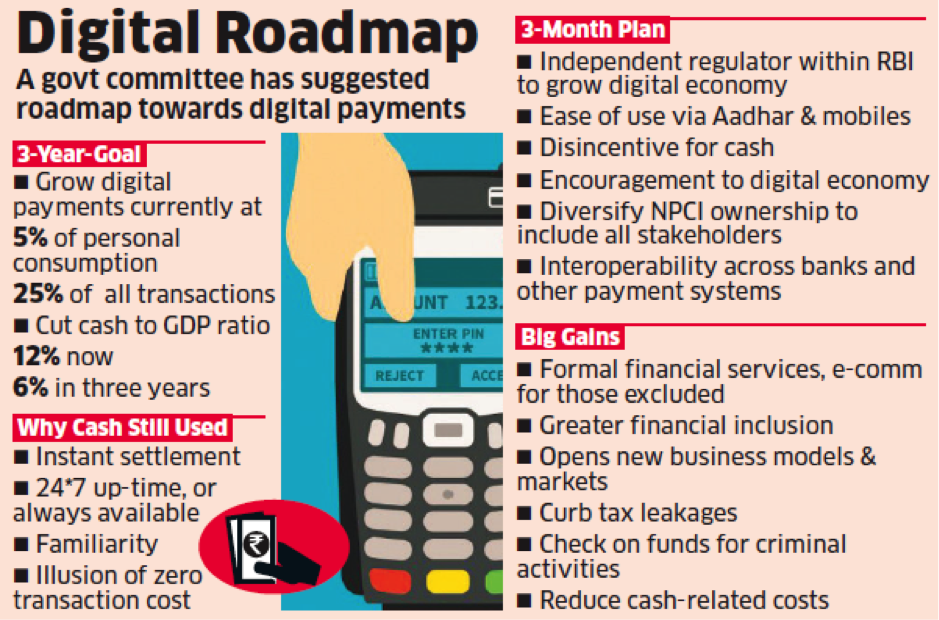 Digital Roadmap
A govt committee has suggested
roadmap towards digital payments
3-Year-Goal
■ Grow digital
payments currently at
5% of personal
consumption
25% of all transactions
■ Cut cash to GDP ratio
12% now
6% in three years
Why Cash Still Used
■ Instant settlement
■ 24*7 up-time, or
always available
■ Familiarity
■ Illusion of zero
transaction cost
₹
A UNT 123.
ENTER PIN
****
REJECT ACCE
3-Month Plan
■ Independent regulator within RBI
to grow digital economy
■ Ease of use via Aadhar & mobiles
■ Disincentive for cash
■ Encouragement to digital economy
■ Diversify NPCI ownership to
include all stakeholders
■ Interoperability across banks and
other payment systems
Big Gains
■ Formal financial services, e-comm
for those excluded
■ Greater financial inclusion
■ Opens new business models &
markets
■ Curb tax leakages
■ Check on funds for criminal
activities
■ Reduce cash-related costs